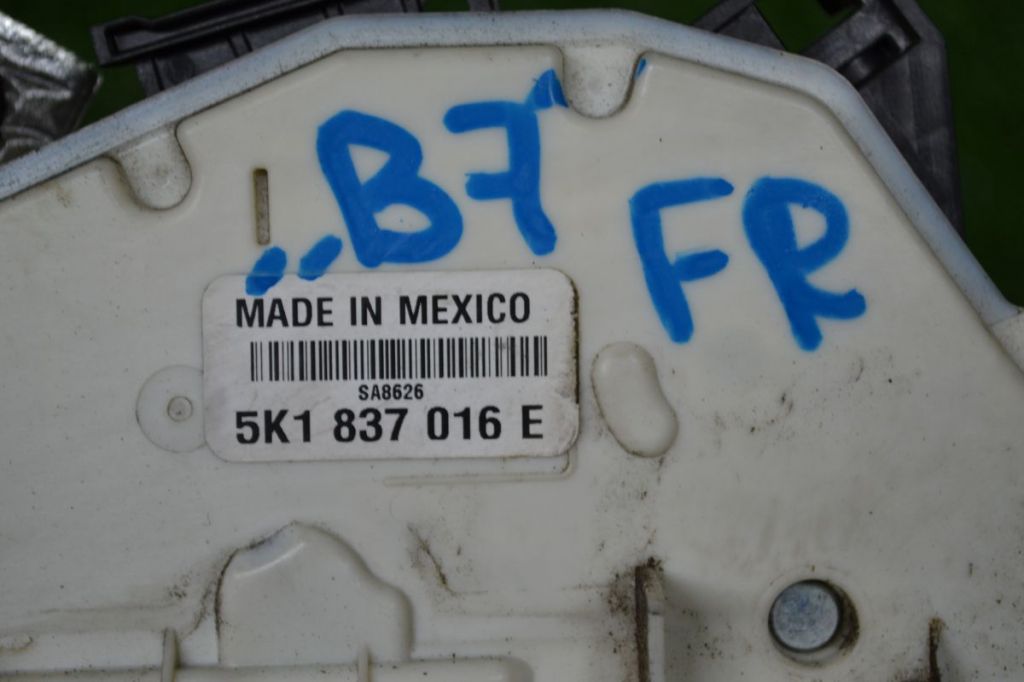 B7 FR
MADE IN MEXICO
SA8626
5K1 837 016 E